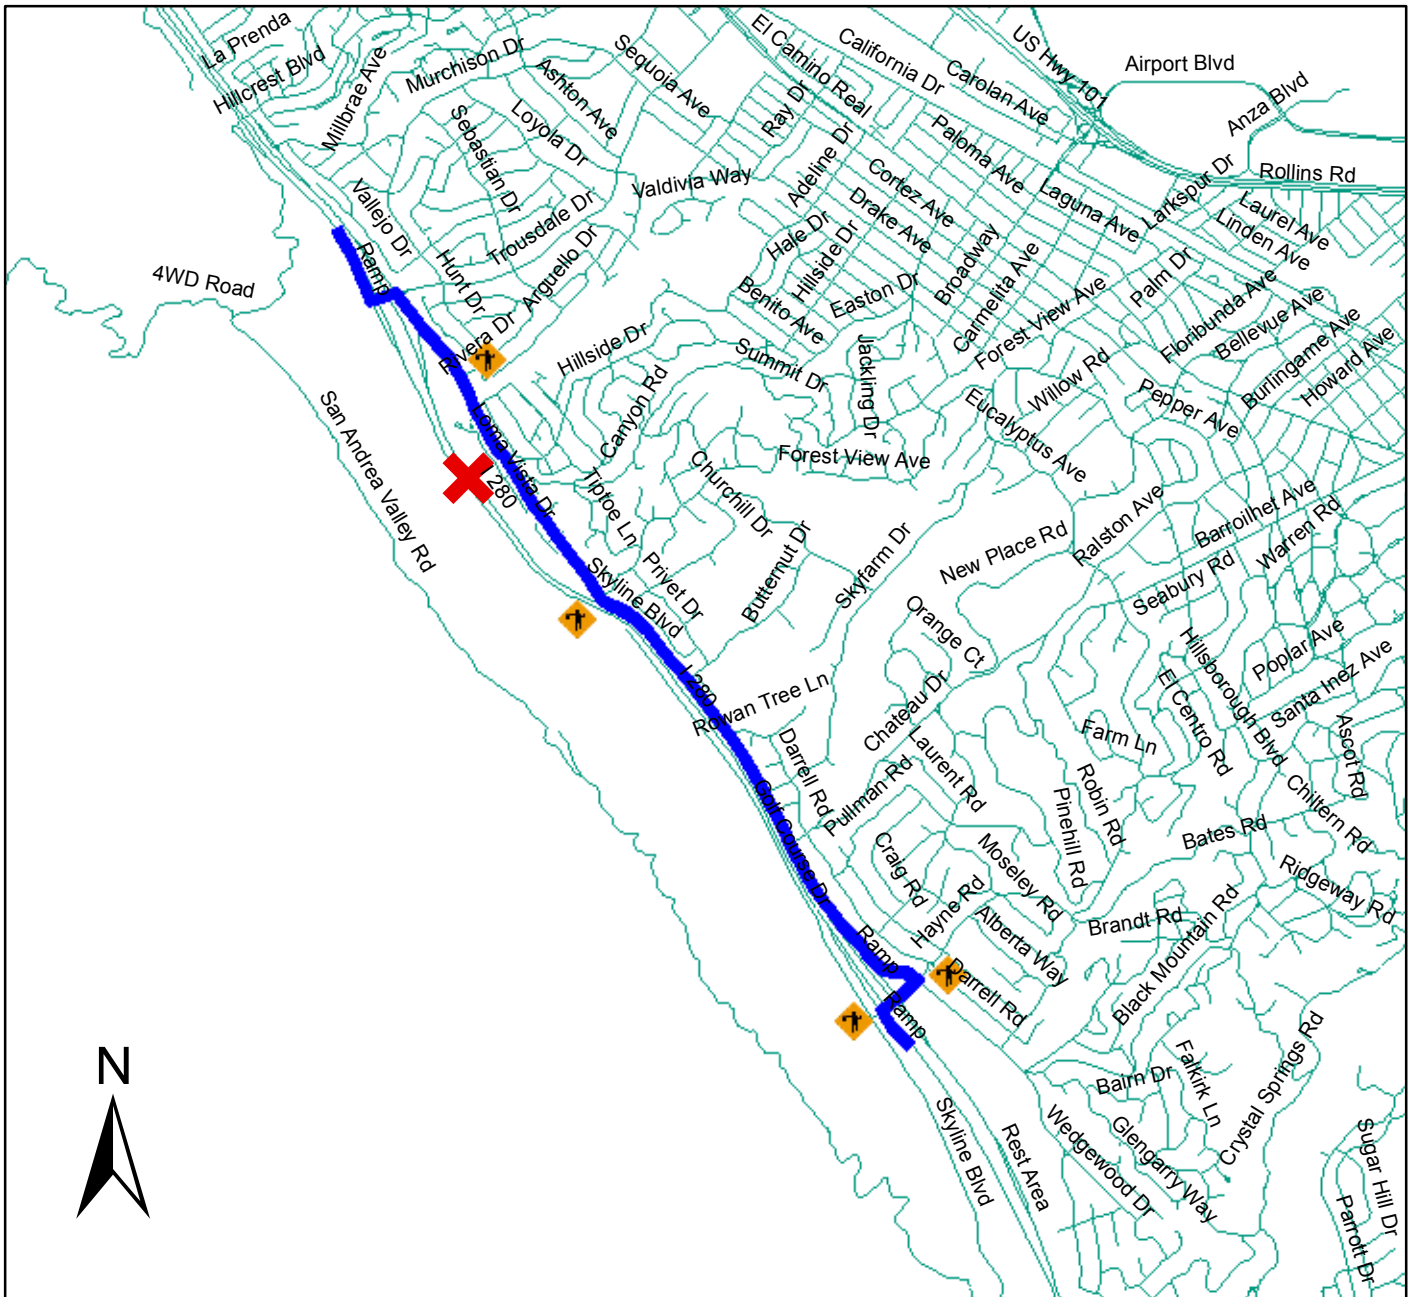 La Prenda
Hillcrest Blvd
Millbrae Ave
Murchison Dr
Ashton Ave
Sequoia Ave
El Camino Real
California Dr
Carolan Ave
US Hwy 101
Airport Blvd
Anza Blvd
Rollins Rd
Sebastian Dr
Loyola Dr
Ray Dr
Adeline Dr
Paloma Ave
Cortez Ave
Drake Ave
Laguna Ave
Larkspur Dr
Laurel Ave
Linden Ave
Vallejo Dr
Valdivia Way
Trousdale Dr
Arguello Dr
Hunt Dr
Hale Dr
Hillside Dr
Broadway
Carmelita Ave
Palm Dr
Ramp
4WD Road
Rivera Dr
Benito Ave
Easton Dr
Forest View Ave
Floribunda Ave
Bellevue Ave
Burlingame Ave
Howard Ave
Hillside Dr
Summit Dr
Jackling Dr
Willow Rd
Pepper Ave
Eucalyptus Ave
Canyon Rd
San Andrea Valley Rd
Loma Vista Dr
I 280
Tiptoe Ln
Churchill Dr
Forest View Ave
Butternut Dr
Skyfarm Dr
New Place Rd
Ralston Ave
Barroilhet Ave
Warren Rd
Seabury Rd
Skyline Blvd
Privet Dr
Orange Ct
Hillsborough Blvd
Poplar Ave
Santa Inez Ave
I 280
Rowan Tree Ln
Chateau Dr
El Centro Rd
Farm Ln
Ascot Rd
Darrell Rd
Laurent Rd
Pullman Rd
Robin Rd
Pinehill Rd
Chiltern Rd
Bates Rd
Golf Course Dr
Craig Rd
Moseley Rd
Ridgeway Rd
Hayne Rd
Alberta Way
Brandt Rd
Black Mountain Rd
Ramp
Darrell Rd
Ramp
N
Bairn Dr
Falkirk Ln
Crystal Springs Rd
Skyline Blvd
Rest Area
Wedgewood Dr
Glengarry Way
Sugar Hill Dr
Parrott Dr